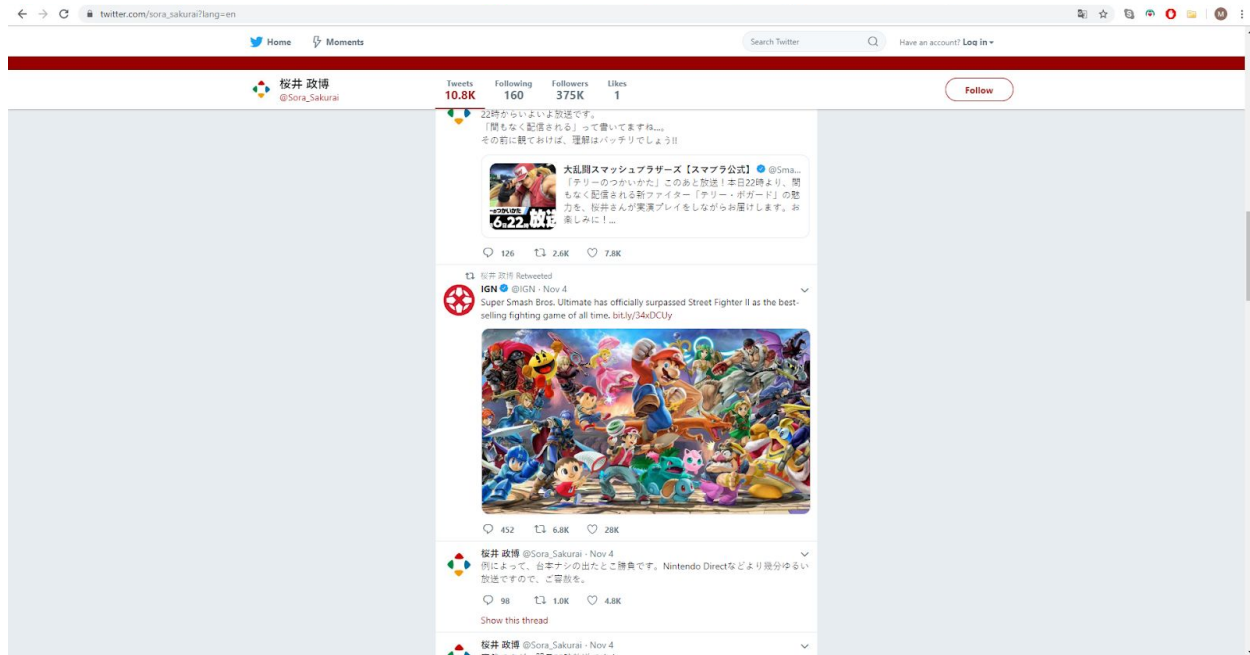 twitter.com/sora_sakurai?lang=en
M
Home
Moments
Search Twitter
Have an account? Log in
桜井 政博
@Sora_Sakurai
Tweets
10.8K
Following
160
Followers
375K
Likes
1
Follow
22時からいよいよ放送です。
「間もなく配信される」って書いてますね…。
その前に観ておけば、理解はバッチリでしょう!!
大乱闘スマッシュブラザーズ【スマブラ公式】 @Sma...
「テリーのつかいかた」このあと放送！本日22時より、間
もなく配信される新ファイター「テリー・ボガード」の魅
力を、桜井さんが実演プレイをしながらお届けします。お
楽しみに！...
126 2.6K 7.8K
桜井 政博 Retweeted
IGN @IGN · Nov 4
Super Smash Bros. Ultimate has officially surpassed Street Fighter II as the best-
selling fighting game of all time. bit.ly/34xDCUy
452 6.8K 28K
桜井 政博 @Sora_Sakurai · Nov 4
例によって、台本ナシの出たとこ勝負です。Nintendo Directなどより幾分ゆるい
放送ですので、ご容赦を。
98 1.0K 4.8K
Show this thread
桜井 政博 @Sora_Sakurai · Nov 4